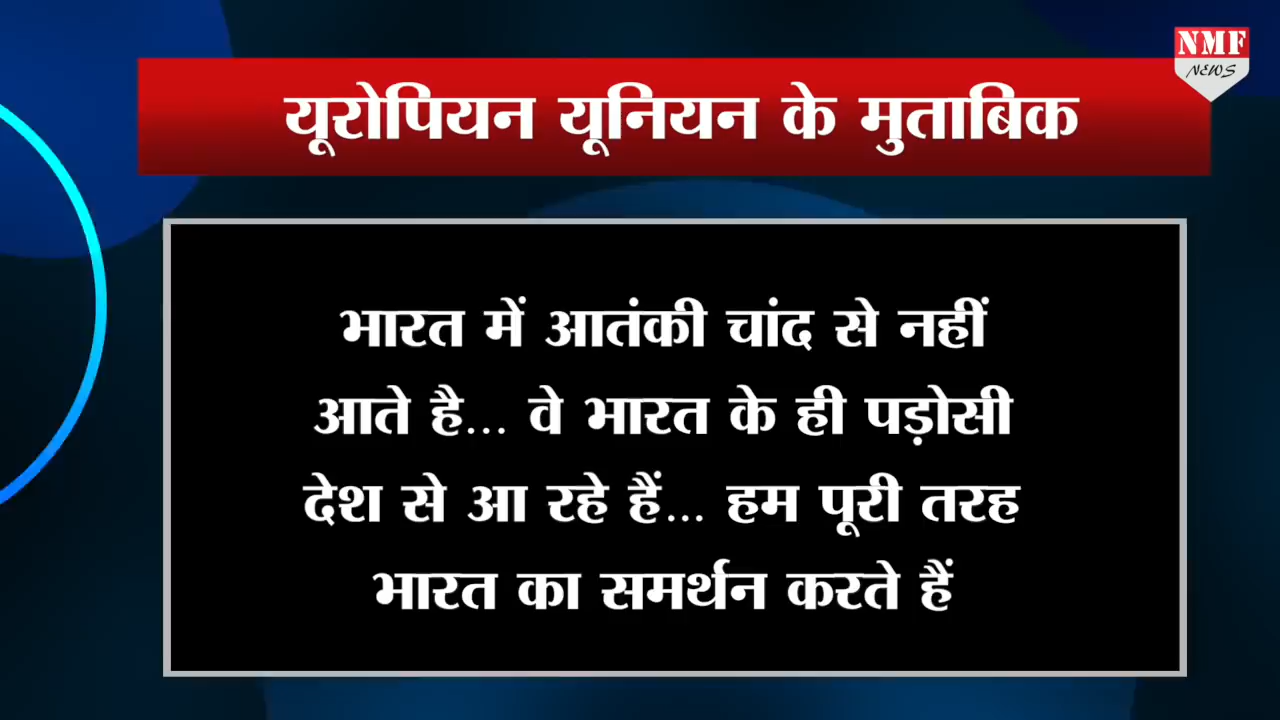 NMF
NEWS
यूरोपियन यूनियन के मुताबिक
भारत में आतंकी चांद से नहीं
आते है... वे भारत के ही पड़ोसी
देश से आ रहे हैं... हम पूरी तरह
भारत का समर्थन करते हैं